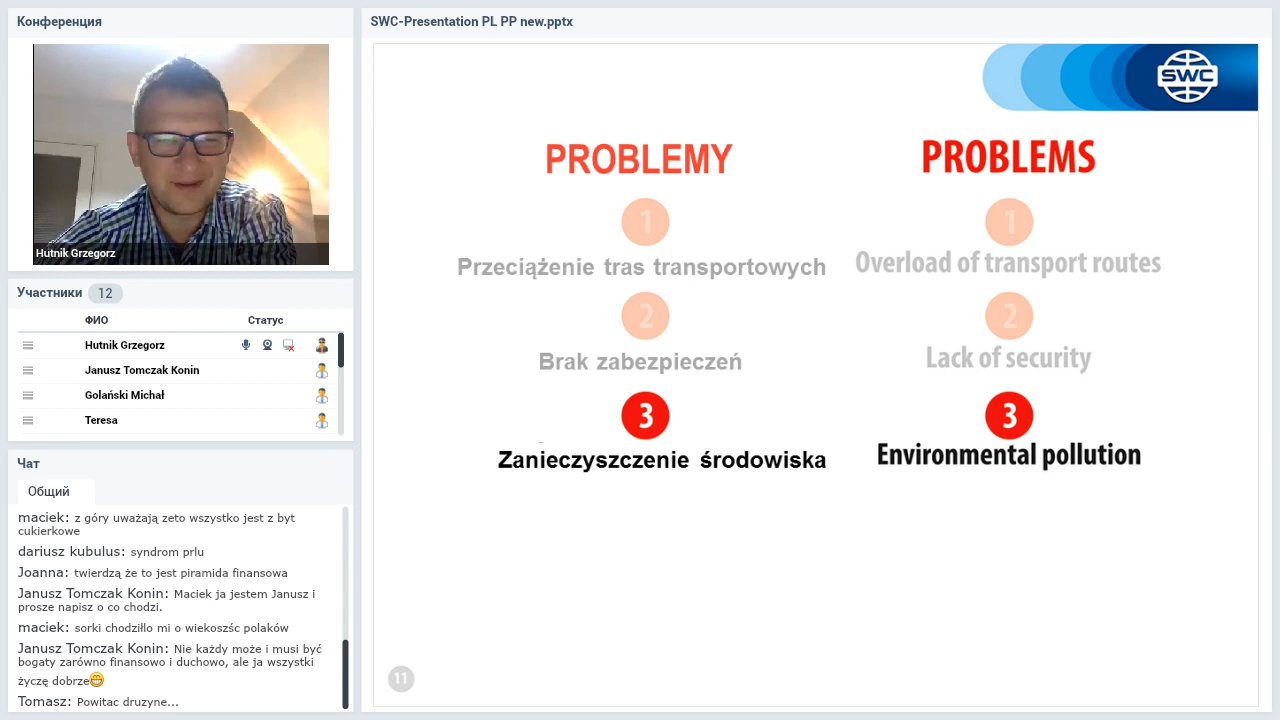 Конференция
Hutnik Grzegorz
Участники 12
ФИО Статус
Hutnik Grzegorz
Janusz Tomczak Konin
Golański Michał
Teresa
Чат
Общий
maciek: z góry uważają zeto wszystko jest z byt
cukierkowe
dariusz kubulus: syndrom prlu
Joanna: twierdzą że to jest piramida finansowa
Janusz Tomczak Konin: Maciek ja jestem Janusz i
prosze napisz o co chodzi.
maciek: sorki chodziłlo mi o wiekoszśc polaków
Janusz Tomczak Konin: Nie każdy może i musi być
bogaty zarówno finansowo i duchowo, ale ja wszystki
życzę dobrze😁
Tomasz: Powitac druzyne...
SWC-Presentation PL PP new.pptx
SWC
PROBLEMY
1
Przeciążenie tras transportowych
2
Brak zabezpieczeń
3
Zanieczyszczenie środowiska
PROBLEMS
1
Overload of transport routes
2
Lack of security
3
Environmental pollution
11